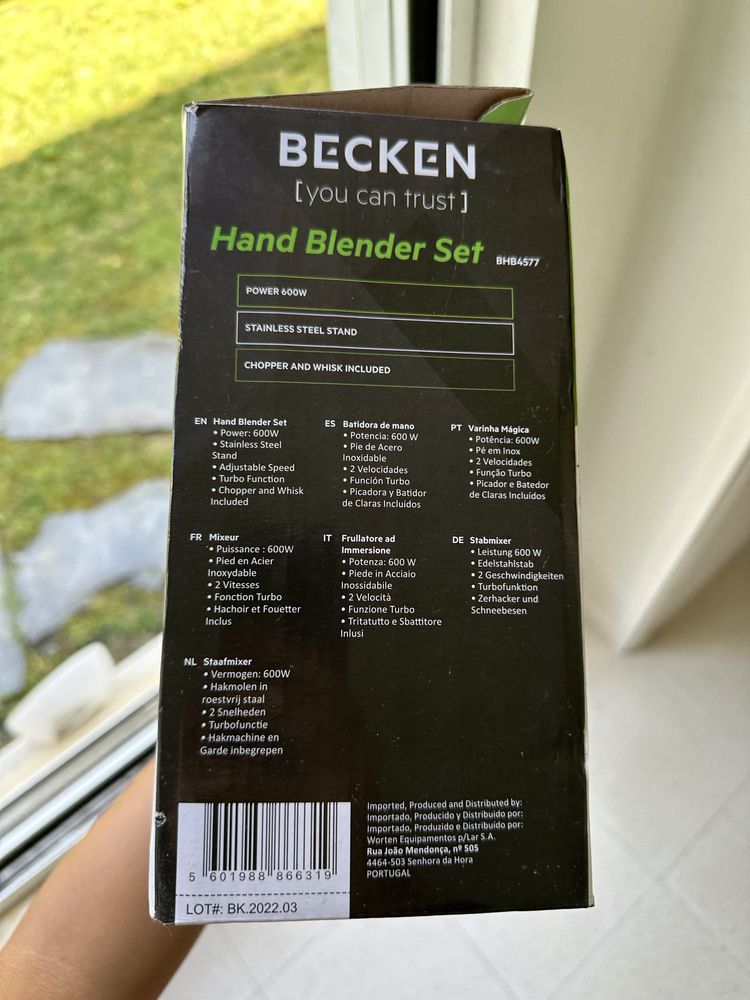 BECKEN
[you can trust]
Hand Blender Set BHB4577
POWER 600W
STAINLESS STEEL STAND
CHOPPER AND WHISK INCLUDED
EN Hand Blender Set
• Power: 600W
• Stainless Steel
Stand
• Adjustable Speed
• Turbo Function
• Chopper and Whisk
Included
ES Batidora de mano
• Potencia: 600 W
• Pie de Acero
Inoxidable
• 2 Velocidades
• Función Turbo
• Picadora y Batidor
de Claras Incluidos
PT Varinha Mágica
• Potência: 600W
• Pé em Inox
• 2 Velocidades
• Função Turbo
• Picador e Batedor
de Claras Incluídos
FR Mixeur
• Puissance : 600W
• Pied en Acier
Inoxydable
• 2 Vitesses
• Fonction Turbo
• Hachoir et Fouetter
Inclus
IT Frullatore ad
Immersione
• Potenza: 600 W
• Piede in Acciaio
Inossidabile
• 2 Velocità
• Funzione Turbo
• Tritatutto e Sbattitore
Inlusi
DE Stabmixer
• Leistung 600 W
• Edelstahlstab
• 2 Geschwindigkeiten
• Turbofunktion
• Zerhacker und
Schneebesen
NL Staafmixer
• Vermogen: 600W
• Hakmolen in
roestvrij staal
• 2 Snelheden
• Turbofunctie
• Hakmachine en
Garde inbegrepen
5 601988 866319
LOT#: BK.2022.03
Imported, Produced and Distributed by:
Importado, Producido y Distribuido por:
Importado, Produzido e Distribuído por:
Worten Equipamentos p/Lar S.A.
Rua João Mendonça, nº 505
4464-503 Senhora da Hora
PORTUGAL